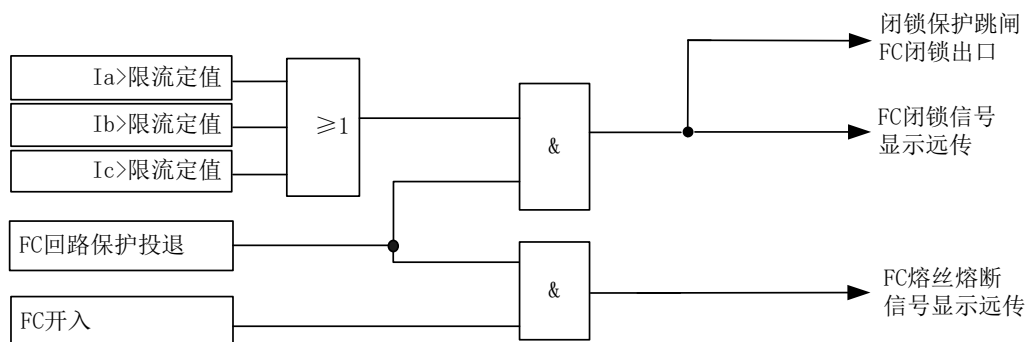 闭锁保护跳闸
FC闭锁出口
Ia>限流定值
Ib>限流定值
Ic>限流定值
≥1
&
FC闭锁信号
显示远传
FC回路保护投退
FC开入
&
FC熔丝熔断
信号显示远传